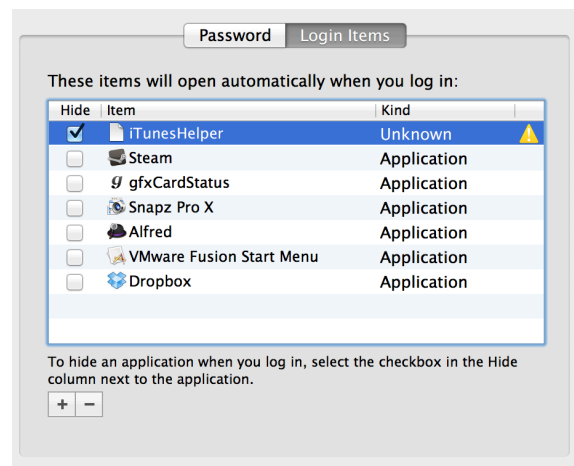 Password Login Items
These items will open automatically when you log in:
Hide Item Kind
iTunesHelper Unknown
Steam Application
gfxCardStatus Application
Snapz Pro X Application
Alfred Application
VMware Fusion Start Menu Application
Dropbox Application
To hide an application when you log in, select the checkbox in the Hide
column next to the application.
+ −